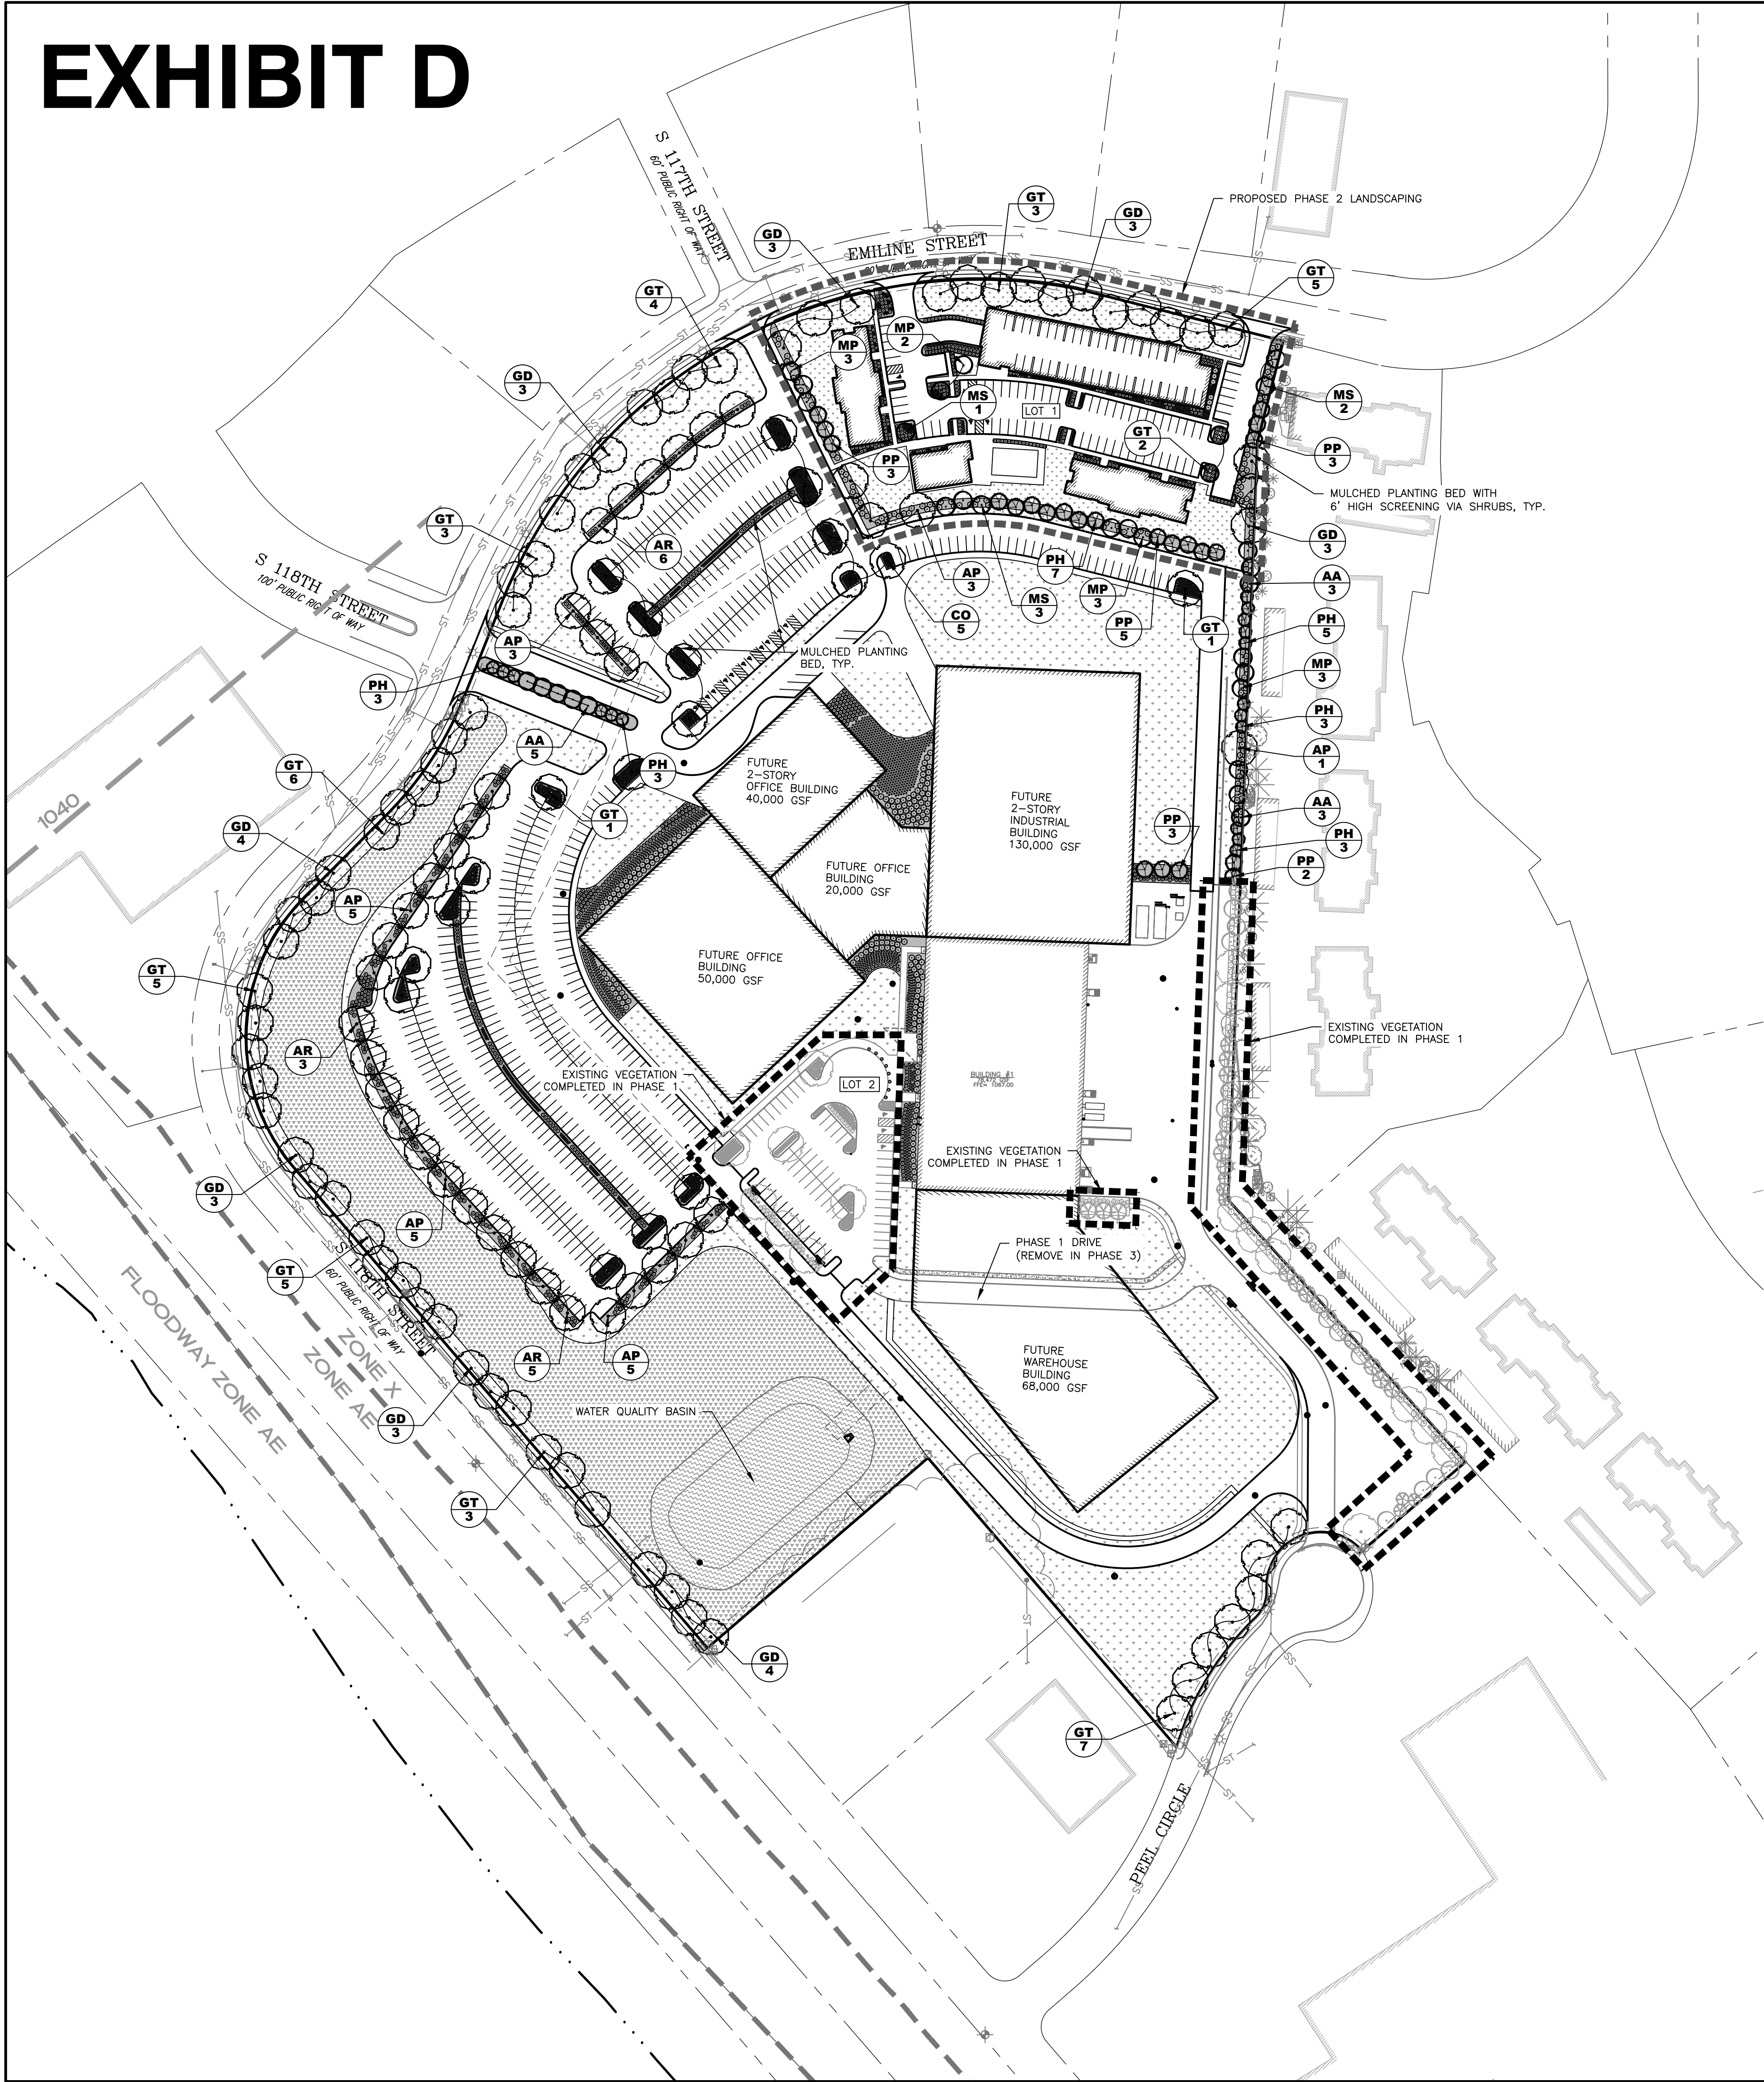 EXHIBIT D
S 117TH STREET
60' PUBLIC RIGHT OF WAY
EMILINE STREET
GT
3
GD
3
GD
3
PROPOSED PHASE 2 LANDSCAPING
GT
5
GT
4
MP
2
MP
3
GD
3
MS
1
LOT 1
MS
2
GT
2
PP
3
PP
3
MULCHED PLANTING BED WITH
6' HIGH SCREENING VIA SHRUBS, TYP.
GT
3
GD
3
AR
6
S 118TH STREET
100' PUBLIC RIGHT OF WAY
AP
3
PH
7
AA
3
MS
3
MP
3
CO
5
PP
5
GT
1
PH
5
AP
3
MULCHED PLANTING
BED, TYP.
MP
3
PH
3
PH
3
AA
5
AP
1
GT
6
PH
3
FUTURE
2-STORY
OFFICE BUILDING
40,000 GSF
FUTURE
2-STORY
INDUSTRIAL
BUILDING
130,000 GSF
1040
GT
1
AA
3
PP
3
GD
4
PH
3
PP
2
FUTURE OFFICE
BUILDING
20,000 GSF
AP
5
FUTURE OFFICE
BUILDING
50,000 GSF
GT
5
EXISTING VEGETATION
COMPLETED IN PHASE 1
AR
3
EXISTING VEGETATION
COMPLETED IN PHASE 1
LOT 2
BUILDING #1
FFE= 1067.00
EXISTING VEGETATION
COMPLETED IN PHASE 1
GD
3
AP
5
PHASE 1 DRIVE
(REMOVE IN PHASE 3)
GT
5
S 118TH STREET
60' PUBLIC RIGHT OF WAY
FLOODWAY ZONE AE
ZONE X
ZONE AE
AR
5
AP
5
FUTURE
WAREHOUSE
BUILDING
68,000 GSF
GD
3
WATER QUALITY BASIN
GT
3
GD
4
GT
7
PEEL CIRCLE